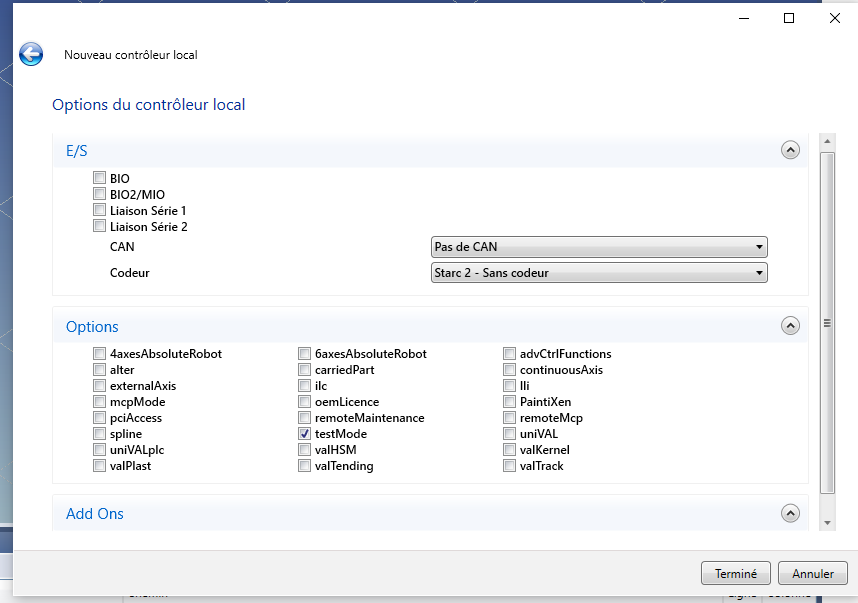 Nouveau contrôleur local
Options du contrôleur local
E/S
BIO
BIO2/MIO
Liaison Série 1
Liaison Série 2
CAN Pas de CAN
Codeur Starc 2 - Sans codeur
Options
4axesAbsoluteRobot 6axesAbsoluteRobot advCtrlFunctions
alter carriedPart continuousAxis
externalAxis ilc lli
mcpMode oemLicence PaintiXen
pciAccess remoteMaintenance remoteMcp
spline testMode uniVAL
uniVALplc valHSM valKernel
valPlast valTending valTrack
Add Ons
Terminé Annuler